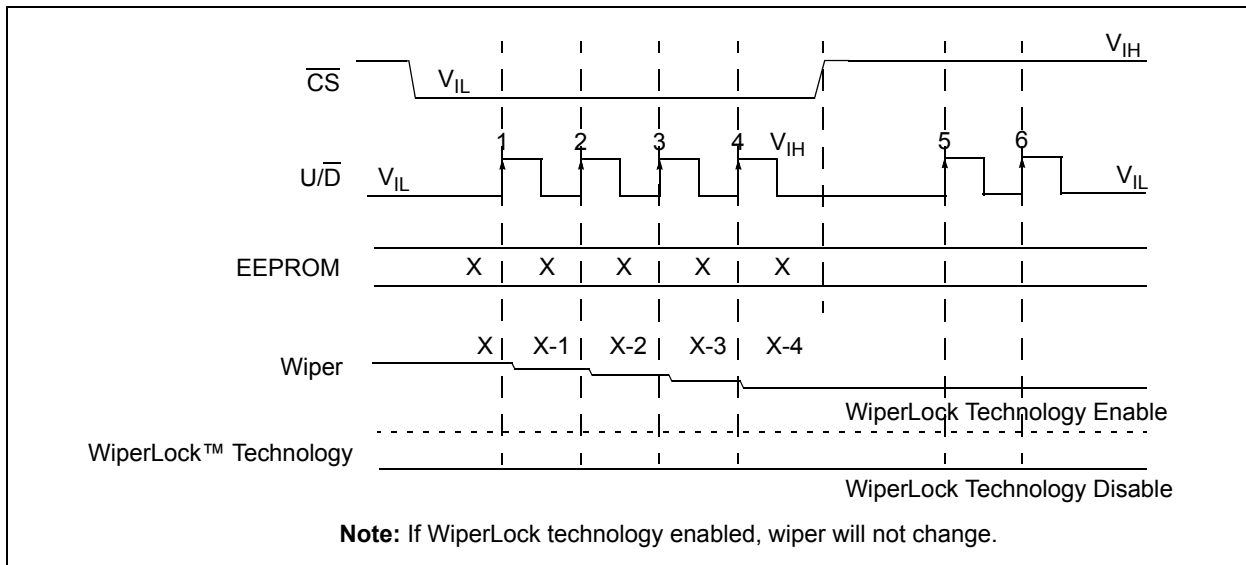 V_IH
C̅S̅ V_IL
1 2 3 4 V_IH 5 6
U/D̅ V_IL V_IL
EEPROM X X X X X
X X-1 X-2 X-3 X-4
Wiper
WiperLock Technology Enable
WiperLock™ Technology
WiperLock Technology Disable
Note: If WiperLock technology enabled, wiper will not change.